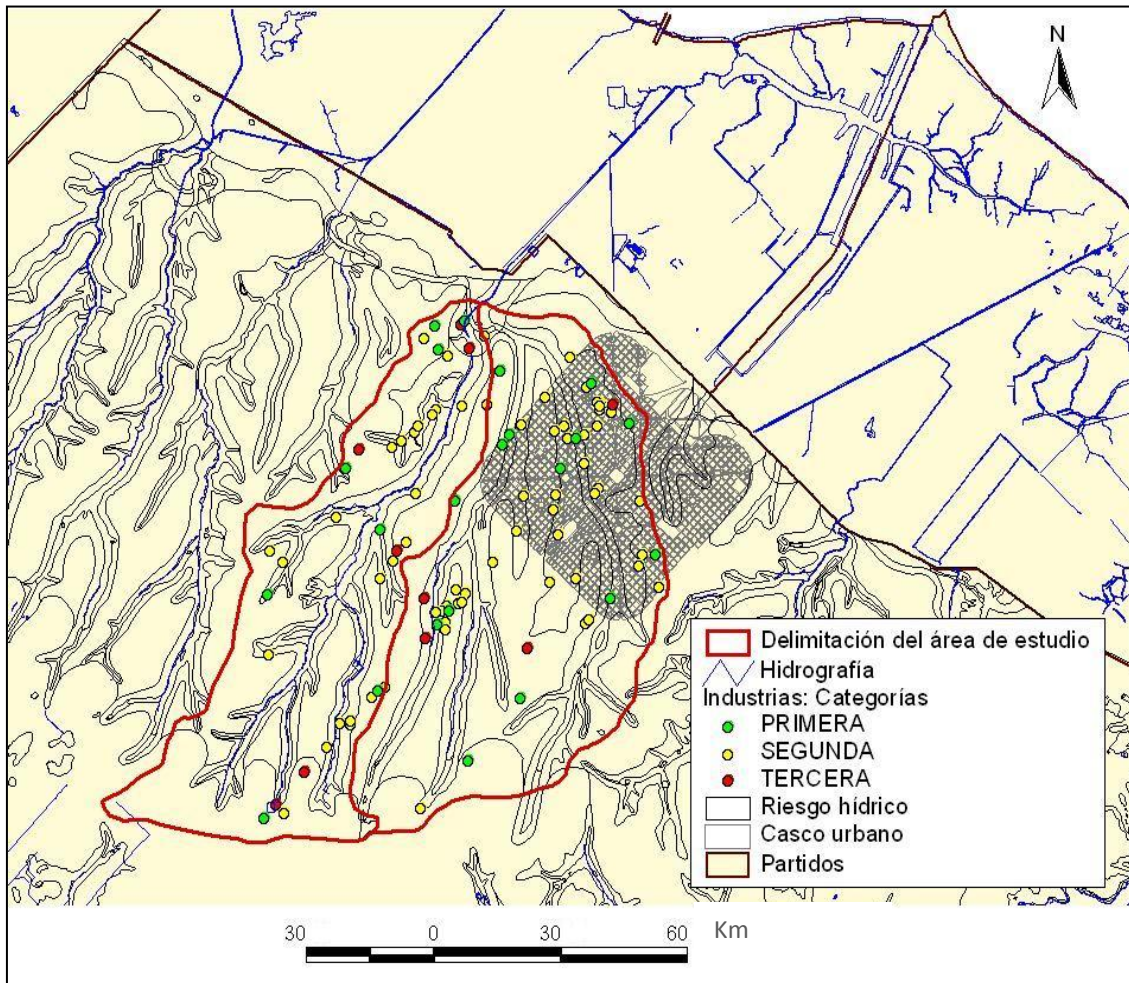 N
Delimitación del área de estudio
Hidrografía
Industrias: Categorías
PRIMERA
SEGUNDA
TERCERA
Riesgo hídrico
Casco urbano
Partidos
30 0 30 60 Km